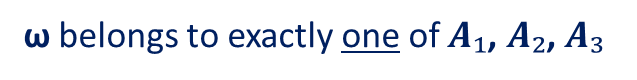 ω belongs to exactly one of A₁, A₂, A₃